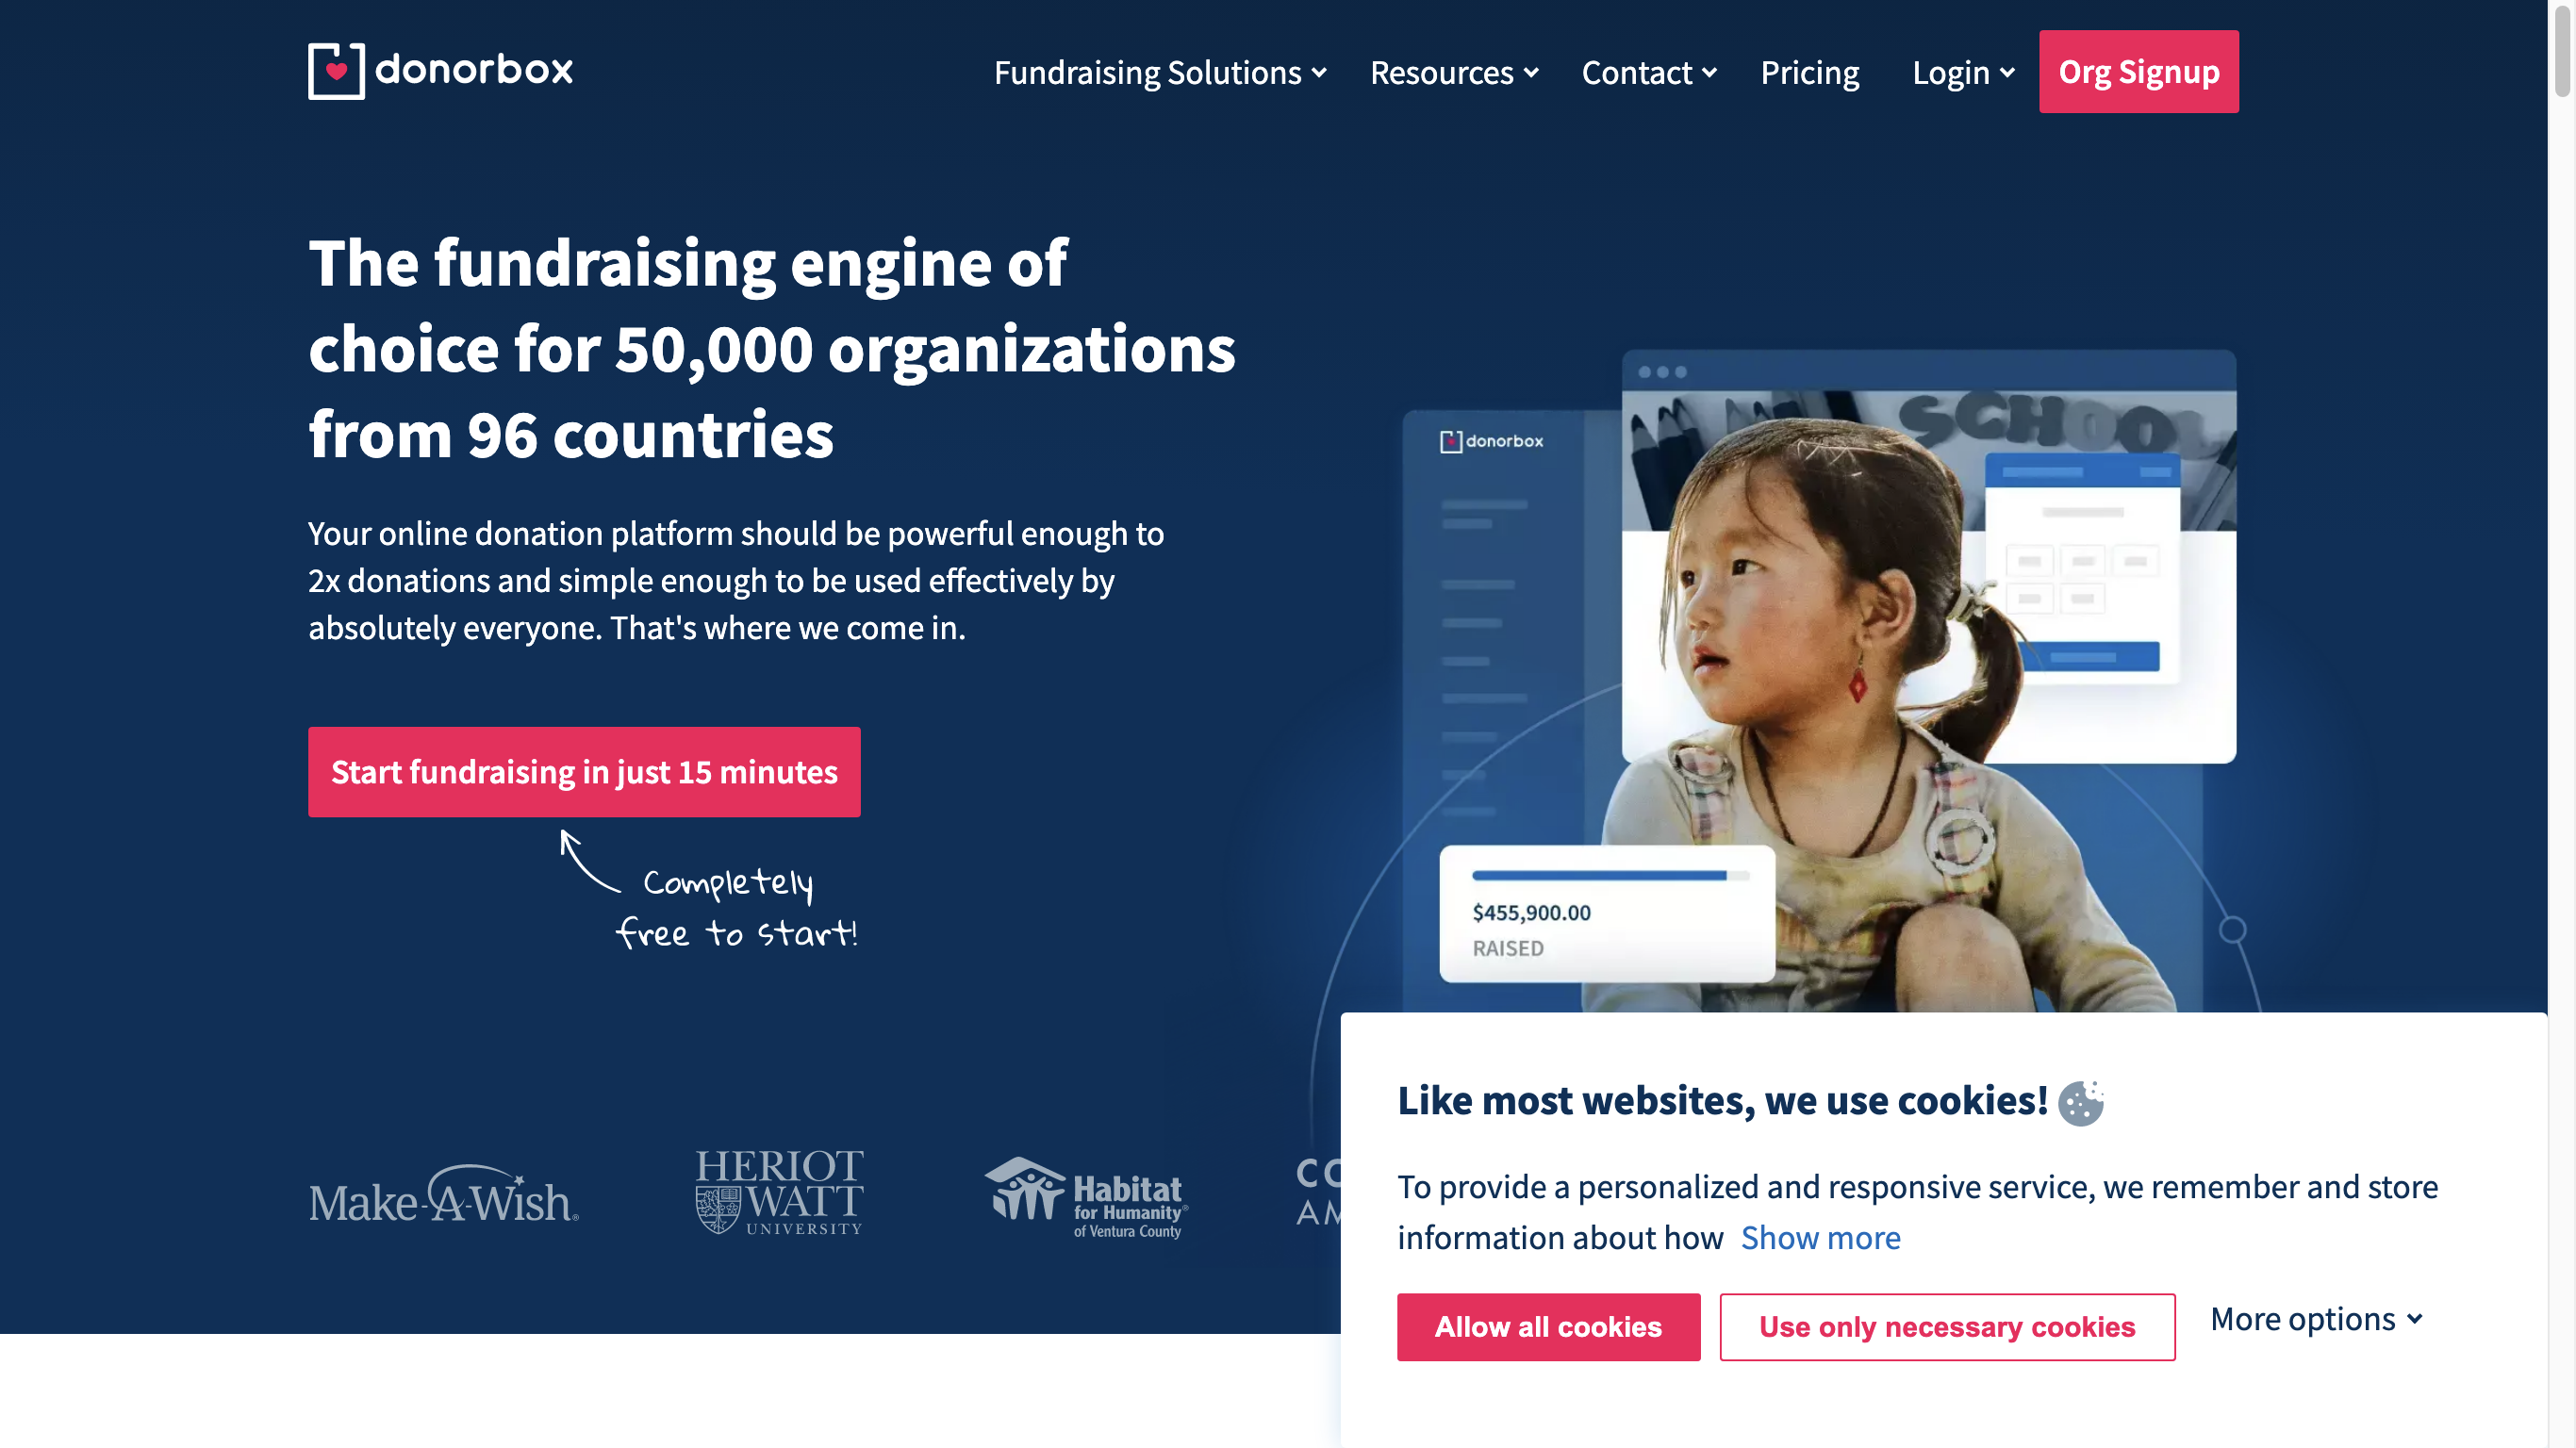 donorbox
Fundraising Solutions
Resources
Contact
Pricing
Login
Org Signup
The fundraising engine of
choice for 50,000 organizations
from 96 countries
Your online donation platform should be powerful enough to
2x donations and simple enough to be used effectively by
absolutely everyone. That's where we come in.
Start fundraising in just 15 minutes
Completely
free to start!
donorbox
SCHOOL
$455,900.00
RAISED
Make-A-Wish®
HERIOT
WATT
UNIVERSITY
Habitat
for Humanity®
of Ventura County
Like most websites, we use cookies!
To provide a personalized and responsive service, we remember and store
information about how Show more
Allow all cookies
Use only necessary cookies
More options